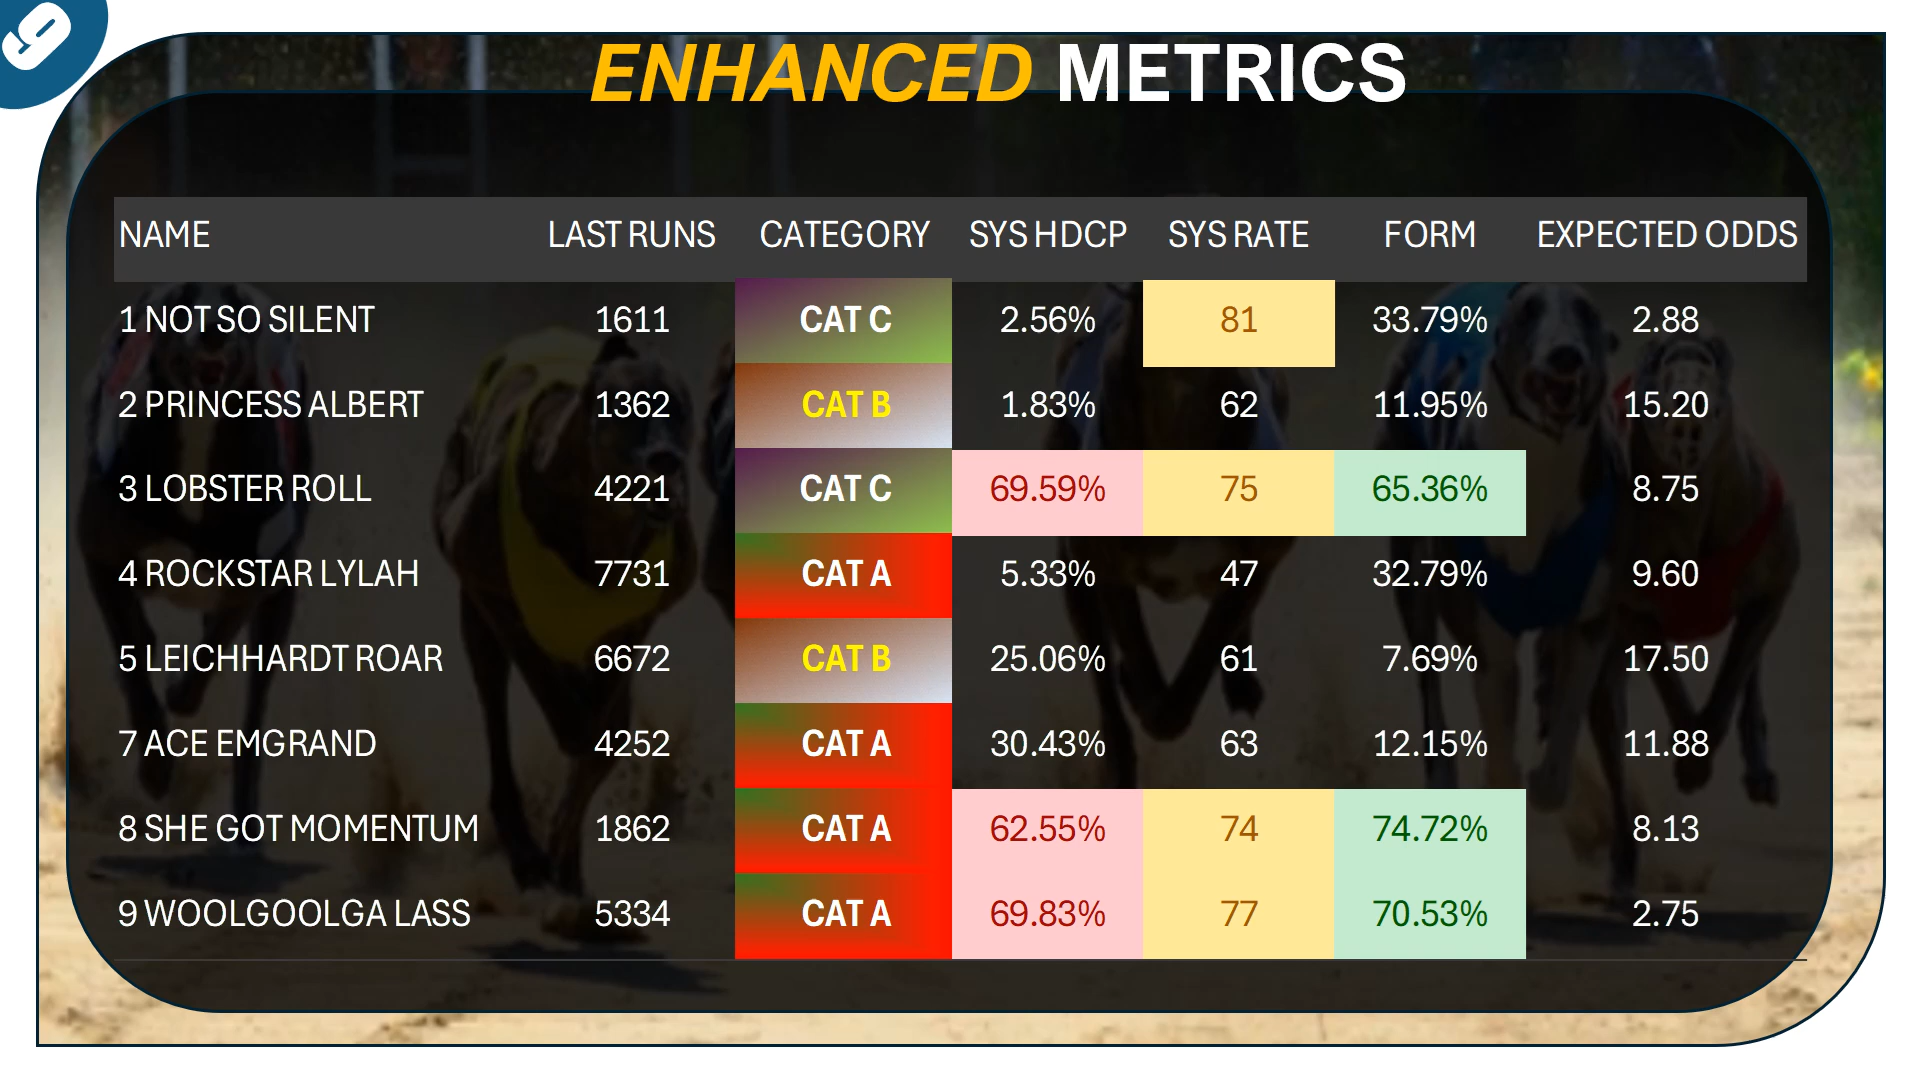 ENHANCED METRICS
NAME LAST RUNS CATEGORY SYS HDCP SYS RATE FORM EXPECTED ODDS
1 NOT SO SILENT 1611 CAT C 2.56% 81 33.79% 2.88
2 PRINCESS ALBERT 1362 CAT B 1.83% 62 11.95% 15.20
3 LOBSTER ROLL 4221 CAT C 69.59% 75 65.36% 8.75
4 ROCKSTAR LYLAH 7731 CAT A 5.33% 47 32.79% 9.60
5 LEICHHARDT ROAR 6672 CAT B 25.06% 61 7.69% 17.50
7 ACE EMGRAND 4252 CAT A 30.43% 63 12.15% 11.88
8 SHE GOT MOMENTUM 1862 CAT A 62.55% 74 74.72% 8.13
9 WOOLGOOLGA LASS 5334 CAT A 69.83% 77 70.53% 2.75